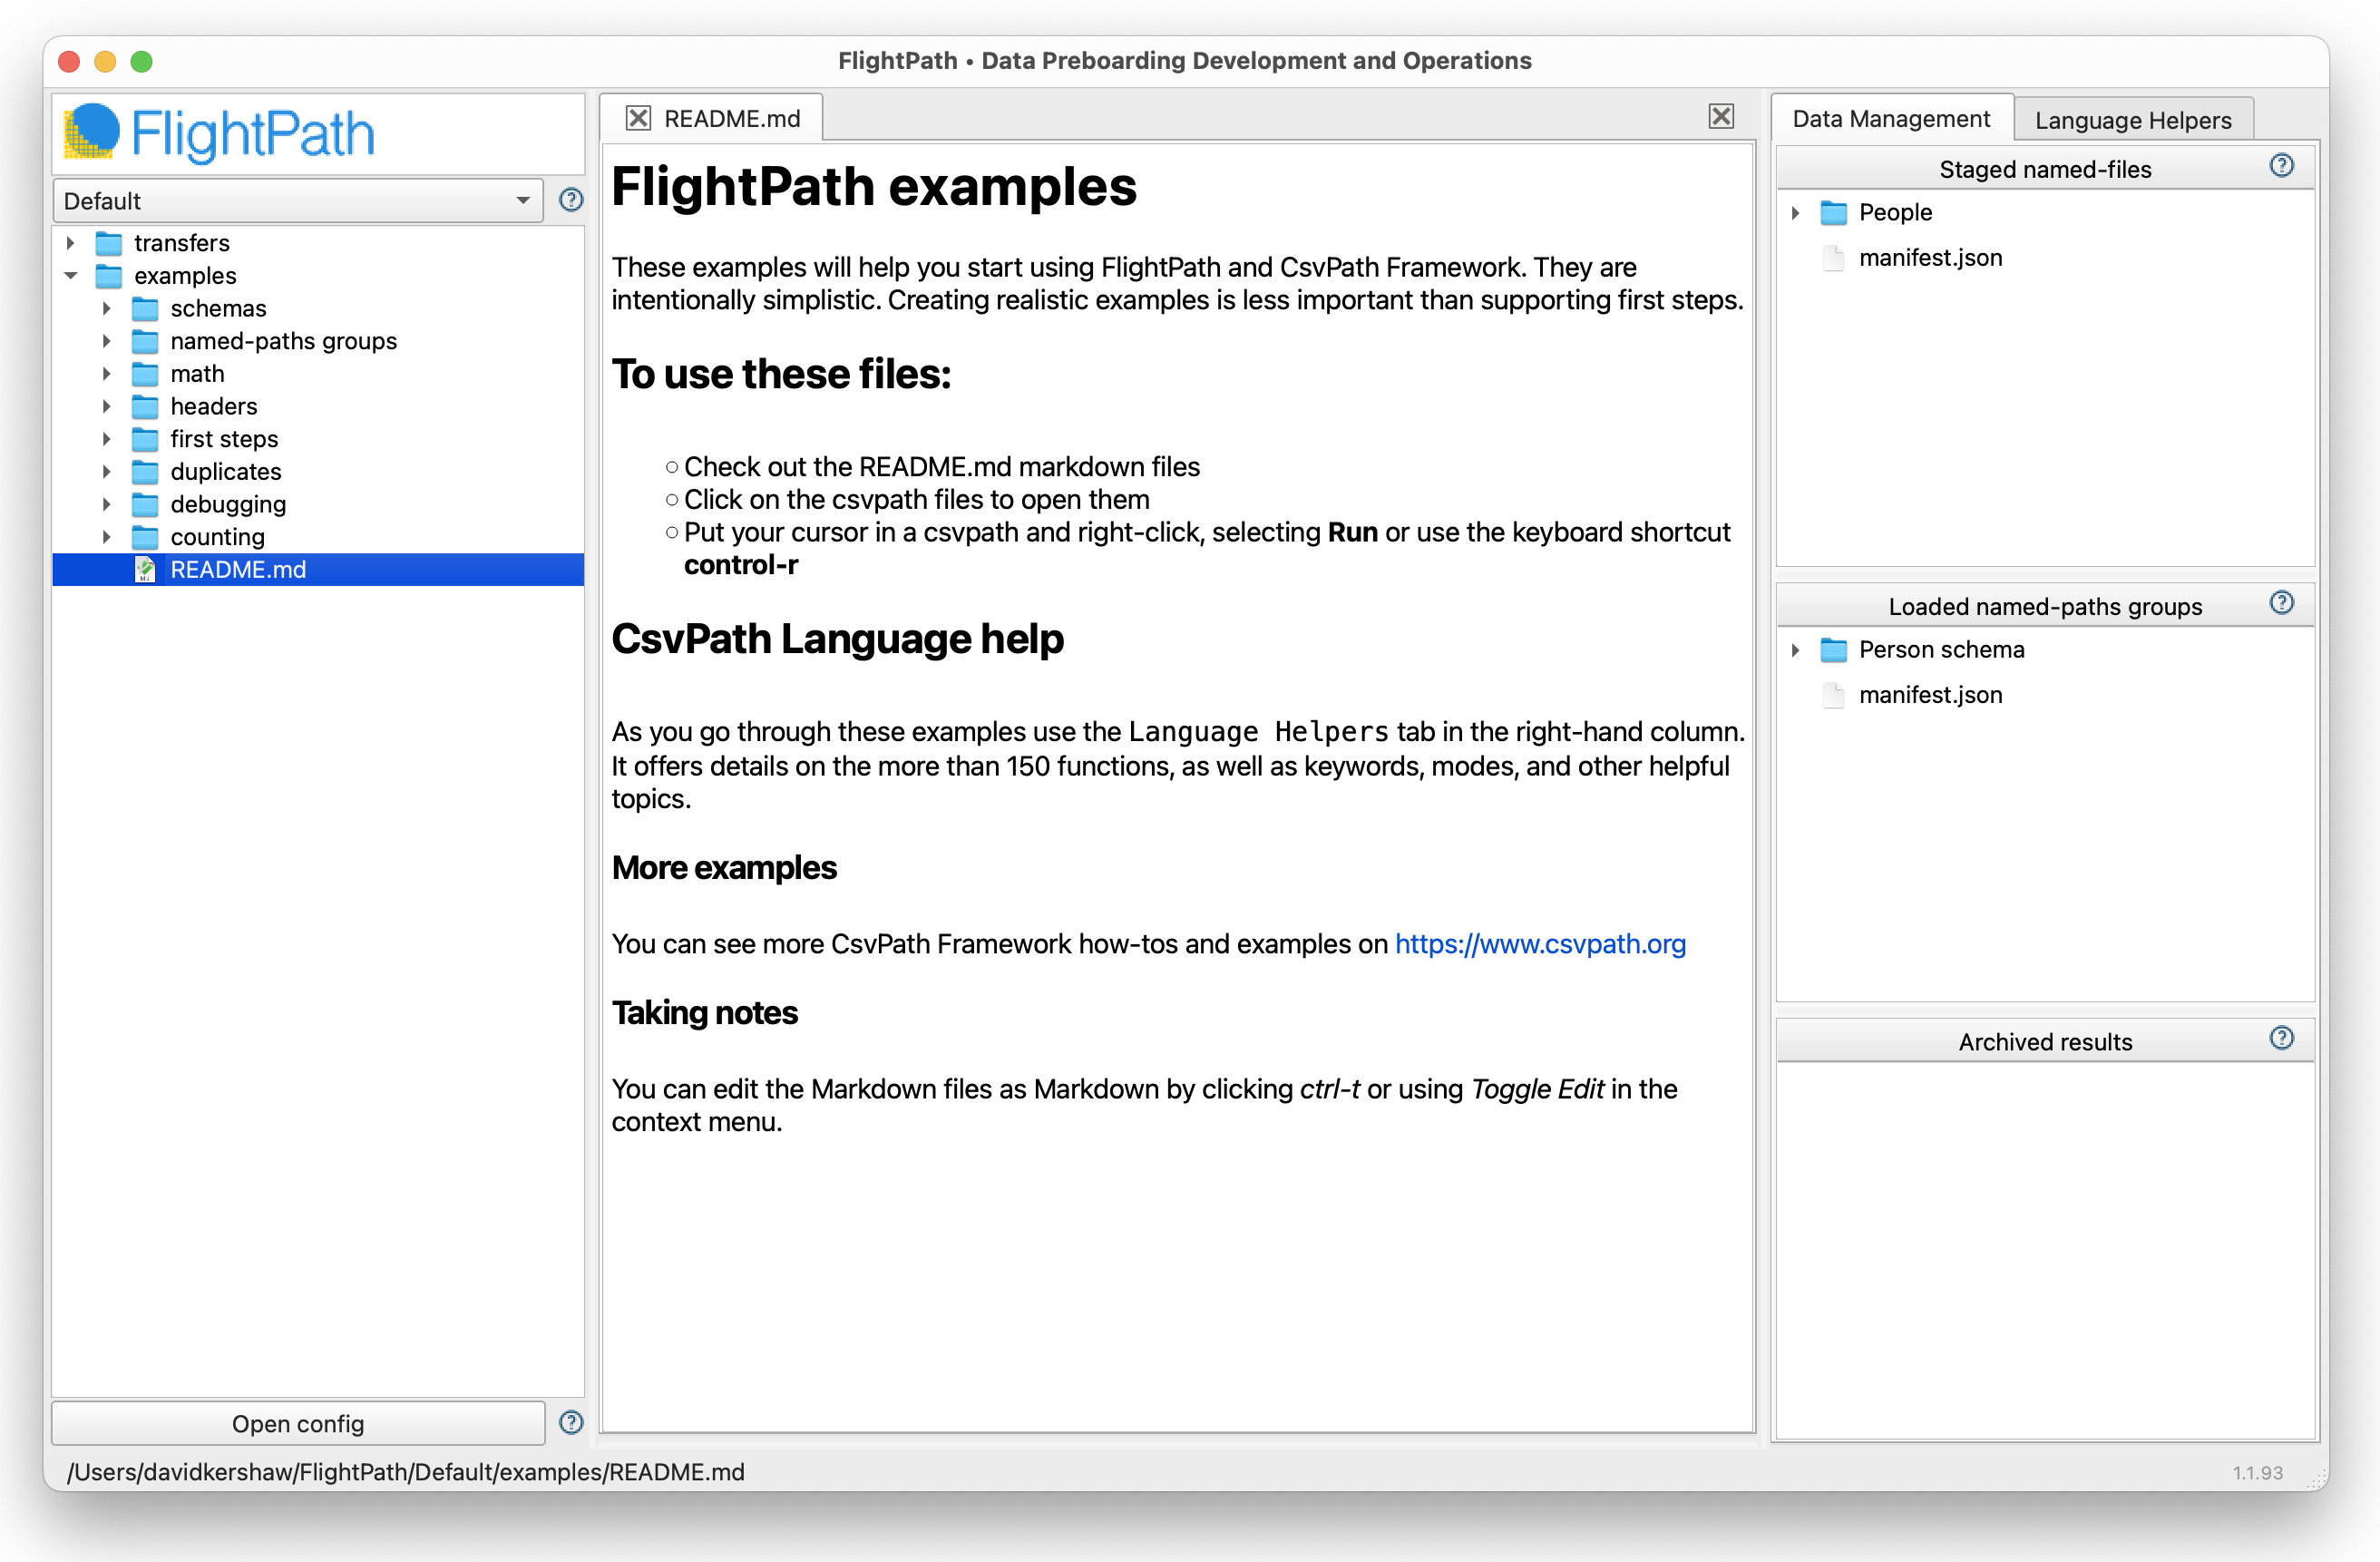 FlightPath • Data Preboarding Development and Operations
FlightPath
Default
transfers
examples
schemas
named-paths groups
math
headers
first steps
duplicates
debugging
counting
README.md
Open config
README.md
FlightPath examples
These examples will help you start using FlightPath and CsvPath Framework. They are
intentionally simplistic. Creating realistic examples is less important than supporting first steps.
To use these files:
Check out the README.md markdown files
Click on the csvpath files to open them
Put your cursor in a csvpath and right-click, selecting Run or use the keyboard shortcut
control-r
CsvPath Language help
As you go through these examples use the Language Helpers tab in the right-hand column.
It offers details on the more than 150 functions, as well as keywords, modes, and other helpful
topics.
More examples
You can see more CsvPath Framework how-tos and examples on https://www.csvpath.org
Taking notes
You can edit the Markdown files as Markdown by clicking ctrl-t or using Toggle Edit in the
context menu.
Data Management
Language Helpers
Staged named-files
People
manifest.json
Loaded named-paths groups
Person schema
manifest.json
Archived results
/Users/davidkershaw/FlightPath/Default/examples/README.md
1.1.93